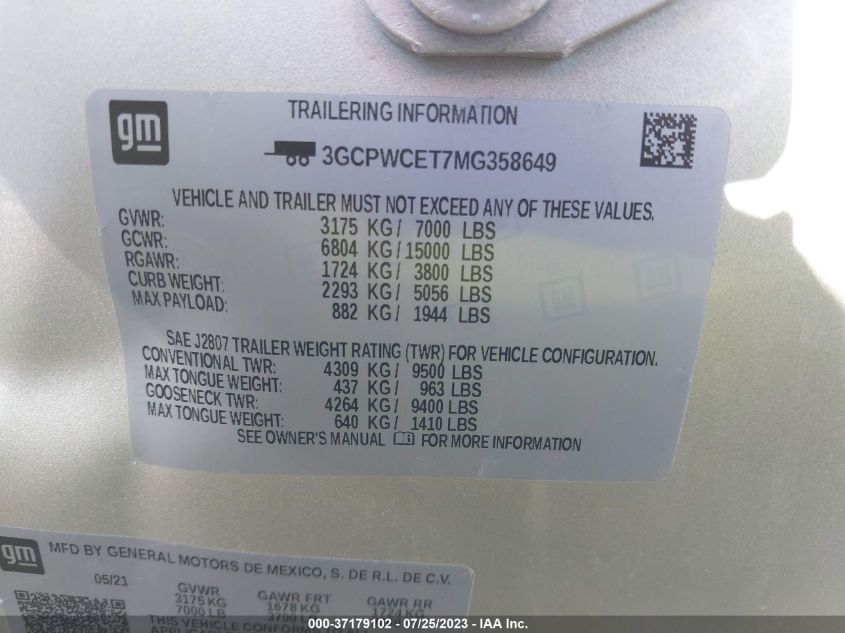 gm
TRAILERING INFORMATION
3GCPWCET7MG358649
VEHICLE AND TRAILER MUST NOT EXCEED ANY OF THESE VALUES.
GVWR: 3175 KG/ 7000 LBS
GCWR: 6804 KG/15000 LBS
RGAWR: 1724 KG/ 3800 LBS
CURB WEIGHT: 2293 KG/ 5056 LBS
MAX PAYLOAD: 882 KG/ 1944 LBS
SAE J2807 TRAILER WEIGHT RATING (TWR) FOR VEHICLE CONFIGURATION.
CONVENTIONAL TWR: 4309 KG/ 9500 LBS
MAX TONGUE WEIGHT: 437 KG/ 963 LBS
GOOSENECK TWR: 4264 KG/ 9400 LBS
MAX TONGUE WEIGHT: 640 KG/ 1410 LBS
SEE OWNER'S MANUAL FOR MORE INFORMATION
gm
MFD BY GENERAL MOTORS DE MEXICO, S. DE R.L. DE C.V.
05/21 GVWR GAWR FRT GAWR RR
3175 KG 1678 KG 1724 KG
7000 LB 3700
THIS VEHICLE
000-37179102 - 07/25/2023 - IAA Inc.